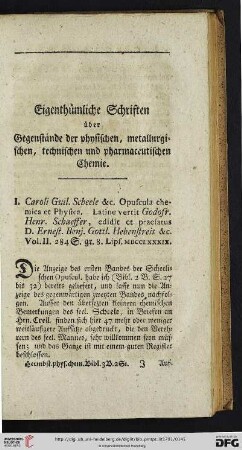 Eigenthümliche Schriften
über
Gegenstände der physischen, metallurgi-
schen, technischen und pharmaceutischen
Chemie.
I. Caroli Guil. Scheele &c. Opuscula che-
mica et Physica. Latine vertit Godofr.
Henr. Schaeffer, edidit et praefatus
D. Ernest. Benj. Gottl. Hebenstreit &c.
Vol. II. 284 S. gr. 8. Lips. MDCCLXXXIX.
Die Anzeige des ersten Bandes der Scheeli-
schen Opuscul. habe ich (Bibl. 2 B. S. 27
bis 32) bereits geliefert, und lasse nun die An-
zeige des gegenwärtigen zweyten Bandes nachfol-
gen. Ausser den übrigen kleinern chemischen
Bemerkungen des seel. Scheele, in Briefen an
Hrn. Crell, finden sich hier 47 mehr oder weniger
weitläuftige Aufsätze abgedruckt, die den Vereh-
rern des seel. Mannes, sehr willkommen seyn müs-
sen; und das Ganze ist mit einem guten Register
beschlossen.
Hermbst. phys. chem. Bibl. 3 B. 2 St. J Auf-